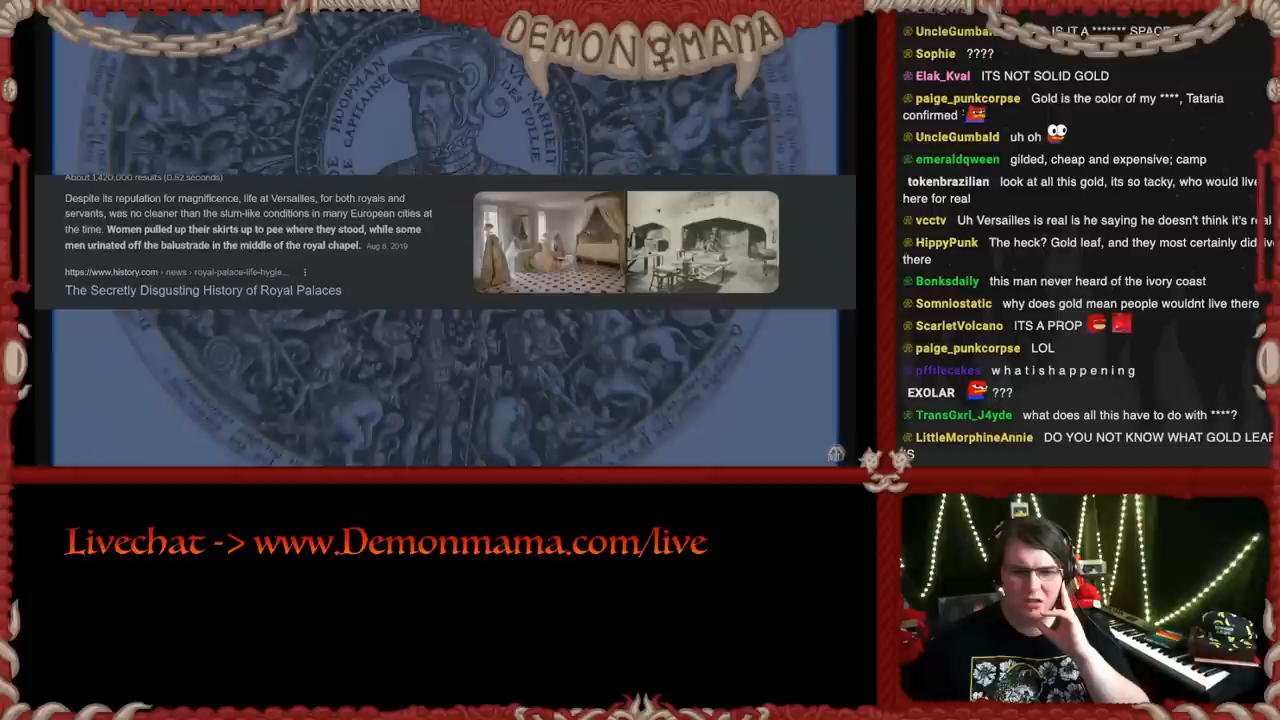 DEMON MAMA
HOOPMAN
CAPITAINE
About 1,420,000 results (0.52 seconds)
Despite its reputation for magnificence, life at Versailles, for both royals and
servants, was no cleaner than the slum-like conditions in many European cities at
the time. Women pulled up their skirts up to pee where they stood, while some
men urinated off the balustrade in the middle of the royal chapel. Aug 6, 2019
https://www.history.com › news › royal-palace-life-hygie...
The Secretly Disgusting History of Royal Palaces
UncleGumbal IS IT A ******* SPAC
Sophie ????
Elak_Kval ITS NOT SOLID GOLD
paige_punkcorpse Gold is the color of my ****, Tataria
confirmed
UncleGumbald uh oh
emeraldqween gilded, cheap and expensive; camp
tokenbrazilian look at all this gold, its so tacky, who would live
here for real
vcctv Uh Versailles is real is he saying he doesn't think it's real
HippyPunk The heck? Gold leaf, and they most certainly did live
there
Bonksdaily this man never heard of the ivory coast
Somniostatic why does gold mean people wouldnt live there
ScarletVolcano ITS A PROP
paige_punkcorpse LOL
pfftlecakes w h a t i s h a p p e n i n g
EXOLAR ???
TransGxrl_J4yde what does all this have to do with ****?
LittleMorphineAnnie DO YOU NOT KNOW WHAT GOLD LEAF
IS
Livechat -> www.Demonmama.com/live